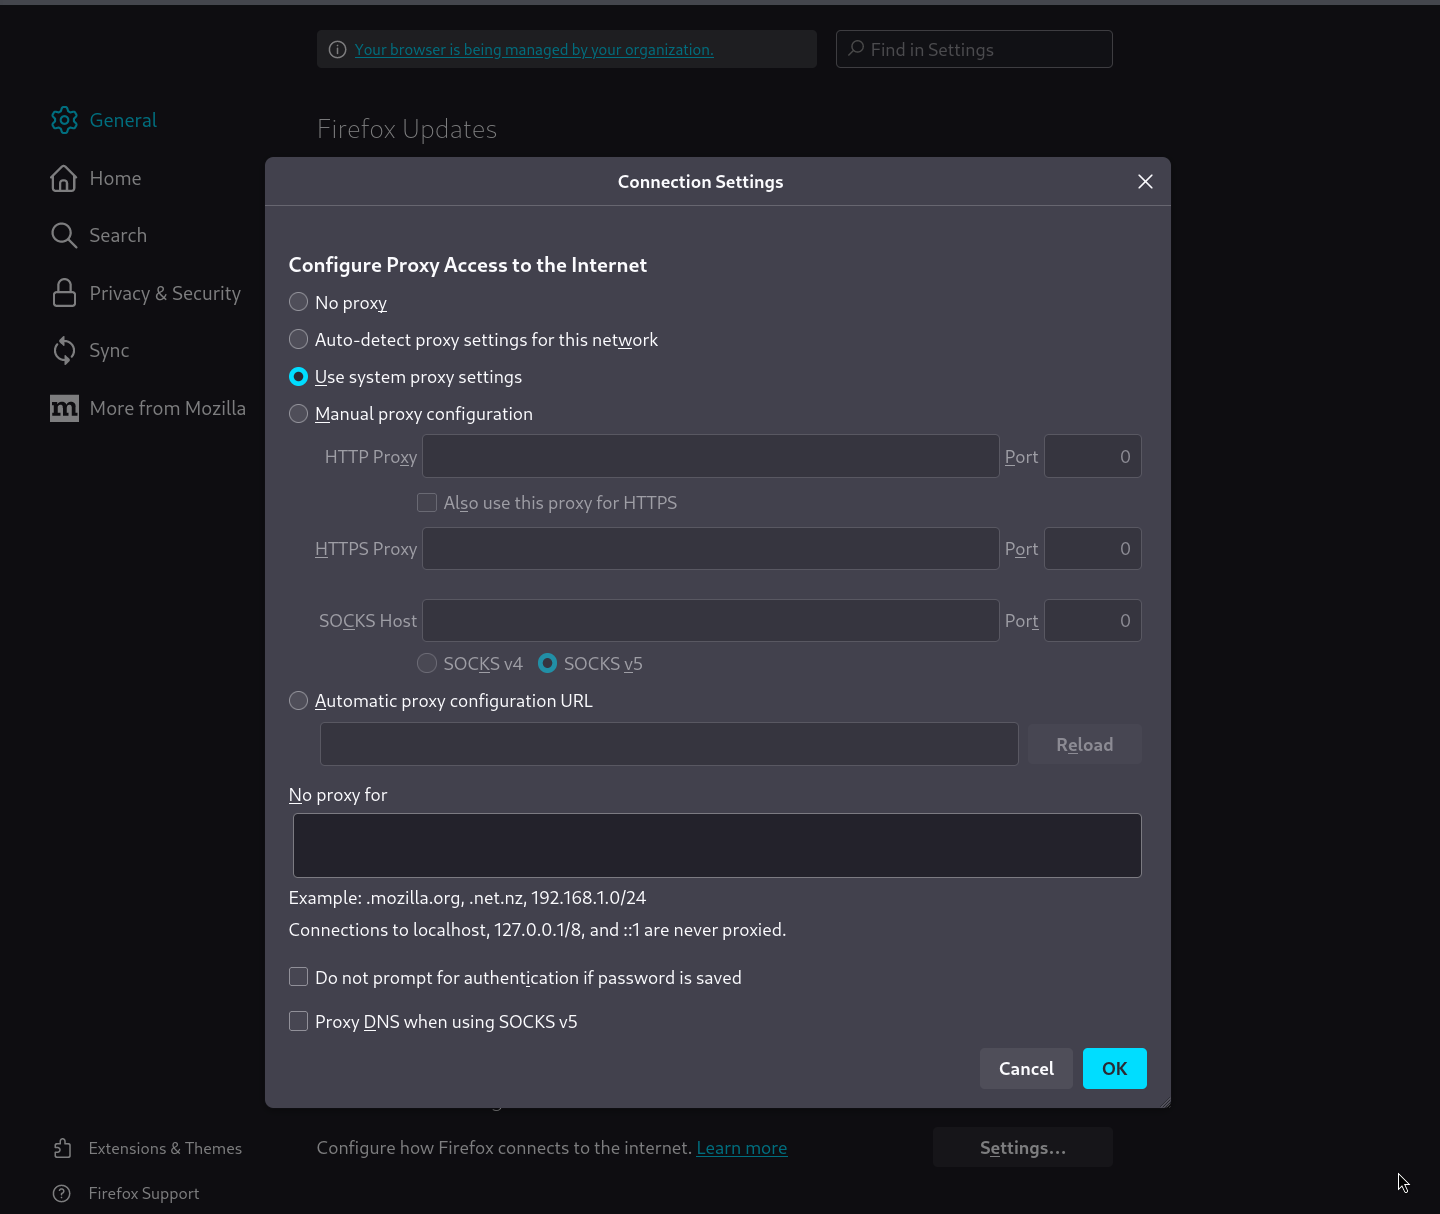 Your browser is being managed by your organization.
Find in Settings
General
Firefox Updates
Home
Search
Privacy & Security
Sync
m More from Mozilla
Connection Settings
Configure Proxy Access to the Internet
No proxy
Auto-detect proxy settings for this network
Use system proxy settings
Manual proxy configuration
HTTP Proxy Port 0
Also use this proxy for HTTPS
HTTPS Proxy Port 0
SOCKS Host Port 0
SOCKS v4 SOCKS v5
Automatic proxy configuration URL
Reload
No proxy for
Example: .mozilla.org, .net.nz, 192.168.1.0/24
Connections to localhost, 127.0.0.1/8, and ::1 are never proxied.
Do not prompt for authentication if password is saved
Proxy DNS when using SOCKS v5
Cancel OK
Extensions & Themes
Configure how Firefox connects to the internet. Learn more
Settings...
Firefox Support